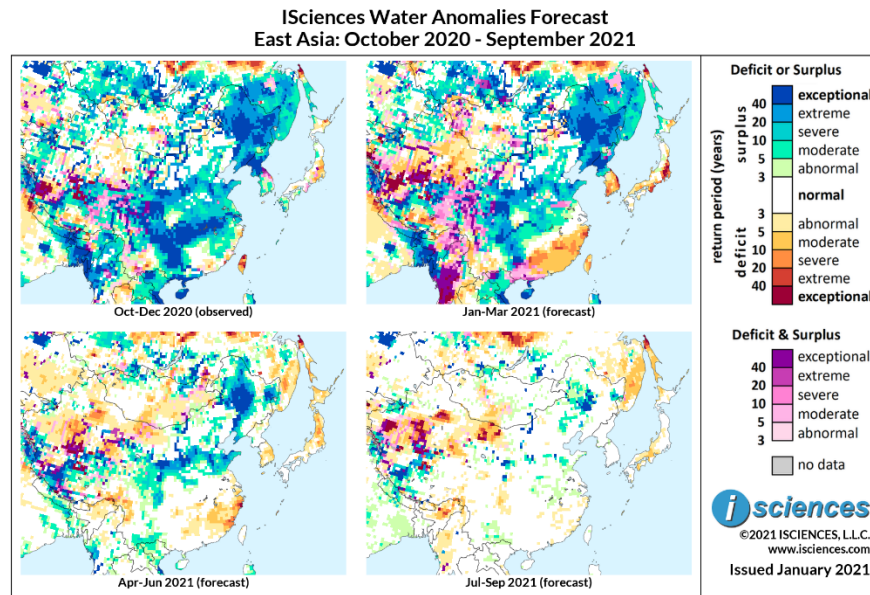 ISciences Water Anomalies Forecast
East Asia: October 2020 - September 2021
Oct-Dec 2020 (observed)
Jan-Mar 2021 (forecast)
Apr-Jun 2021 (forecast)
Jul-Sep 2021 (forecast)
Deficit or Surplus
return period (years)
surplus
deficit
40
20
10
5
3
3
5
10
20
40
exceptional
extreme
severe
moderate
abnormal
normal
abnormal
moderate
severe
extreme
exceptional
Deficit & Surplus
40
20
10
5
3
exceptional
extreme
severe
moderate
abnormal
no data
i sciences
©2021 ISCIENCES, L.L.C.
www.isciences.com
Issued January 2021